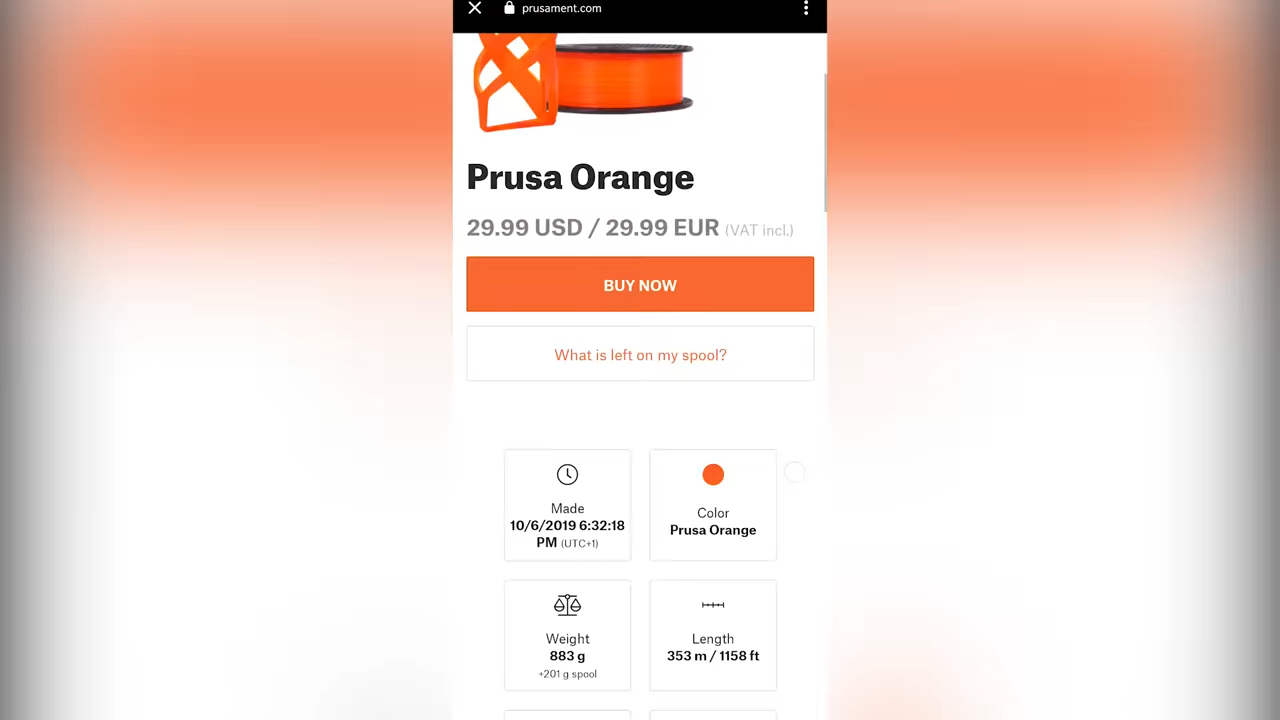 prusament.com
Prusa Orange
29.99 USD / 29.99 EUR (VAT incl.)
BUY NOW
What is left on my spool?
Made
10/6/2019 6:32:18
PM (UTC+1)
Color
Prusa Orange
Weight
883 g
+201 g spool
Length
353 m / 1158 ft